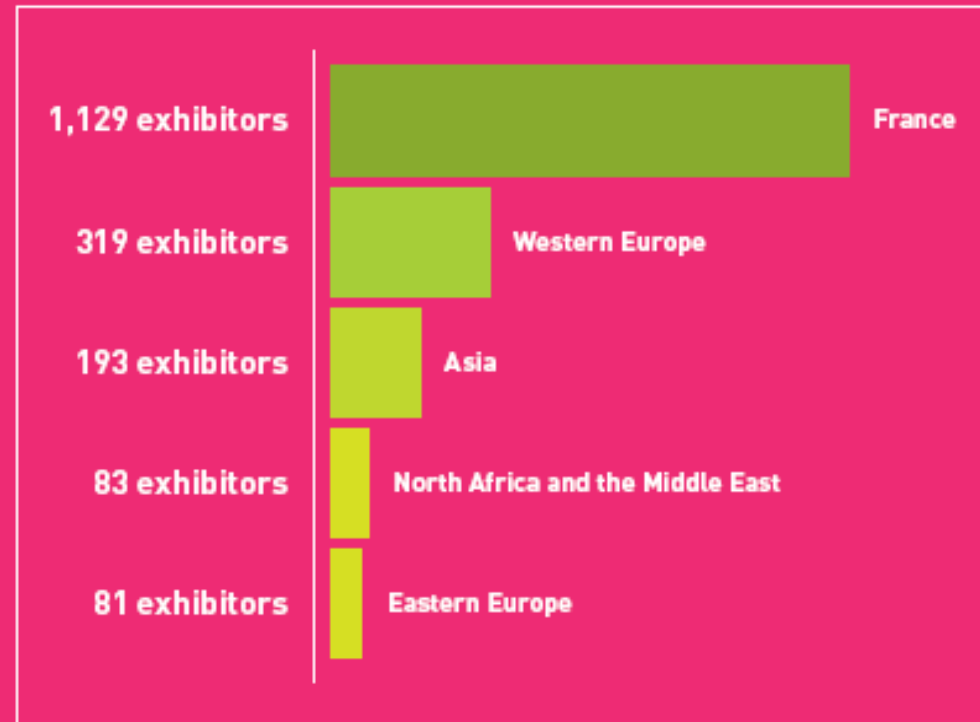 1,129 exhibitors France
319 exhibitors Western Europe
193 exhibitors Asia
83 exhibitors North Africa and the Middle East
81 exhibitors Eastern Europe